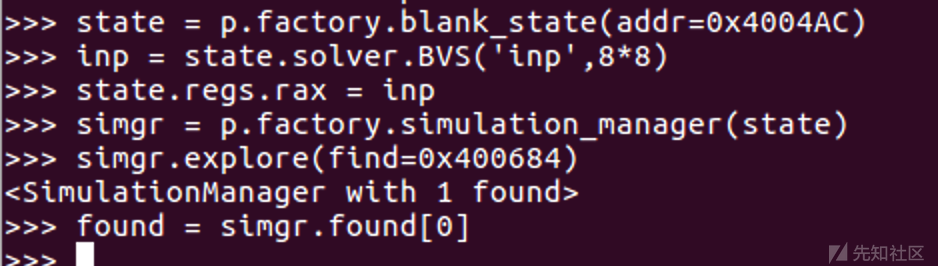 >>> state = p.factory.blank_state(addr=0x4004AC)
>>> inp = state.solver.BVS('inp',8*8)
>>> state.regs.rax = inp
>>> simgr = p.factory.simulation_manager(state)
>>> simgr.explore(find=0x400684)
<SimulationManager with 1 found>
>>> found = simgr.found[0]
>>>
先知社区